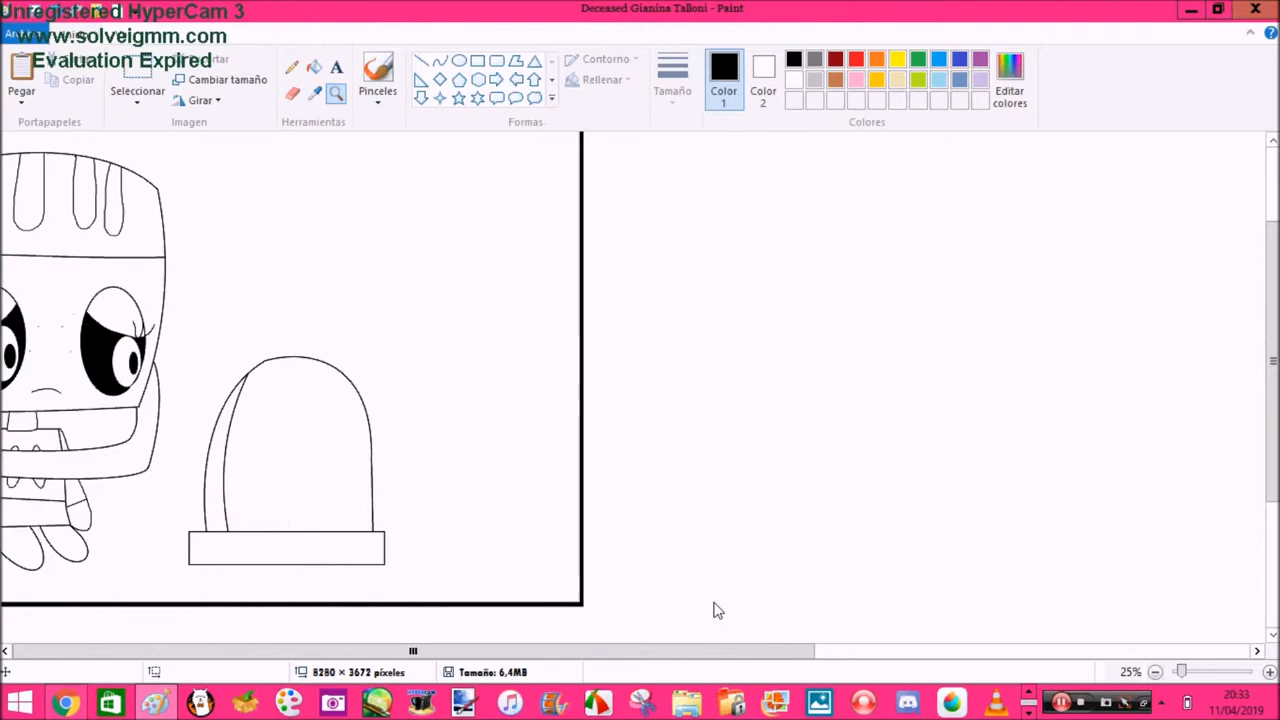 Unregistered HyperCam 3
Deceased Gianina Talloni - Paint
www.solveigmm.com
Evaluation Expired
Copiar
Pegar
Portapapeles
Seleccionar
Cambiar tamaño
Girar
Imagen
A
Herramientas
Pinceles
Contorno
Rellenar
Formas
Tamaño
Color 1
Color 2
Editar colores
Colores
8280 × 3672 píxeles
Tamaño: 6,4MB
25%
20:33
11/04/2019